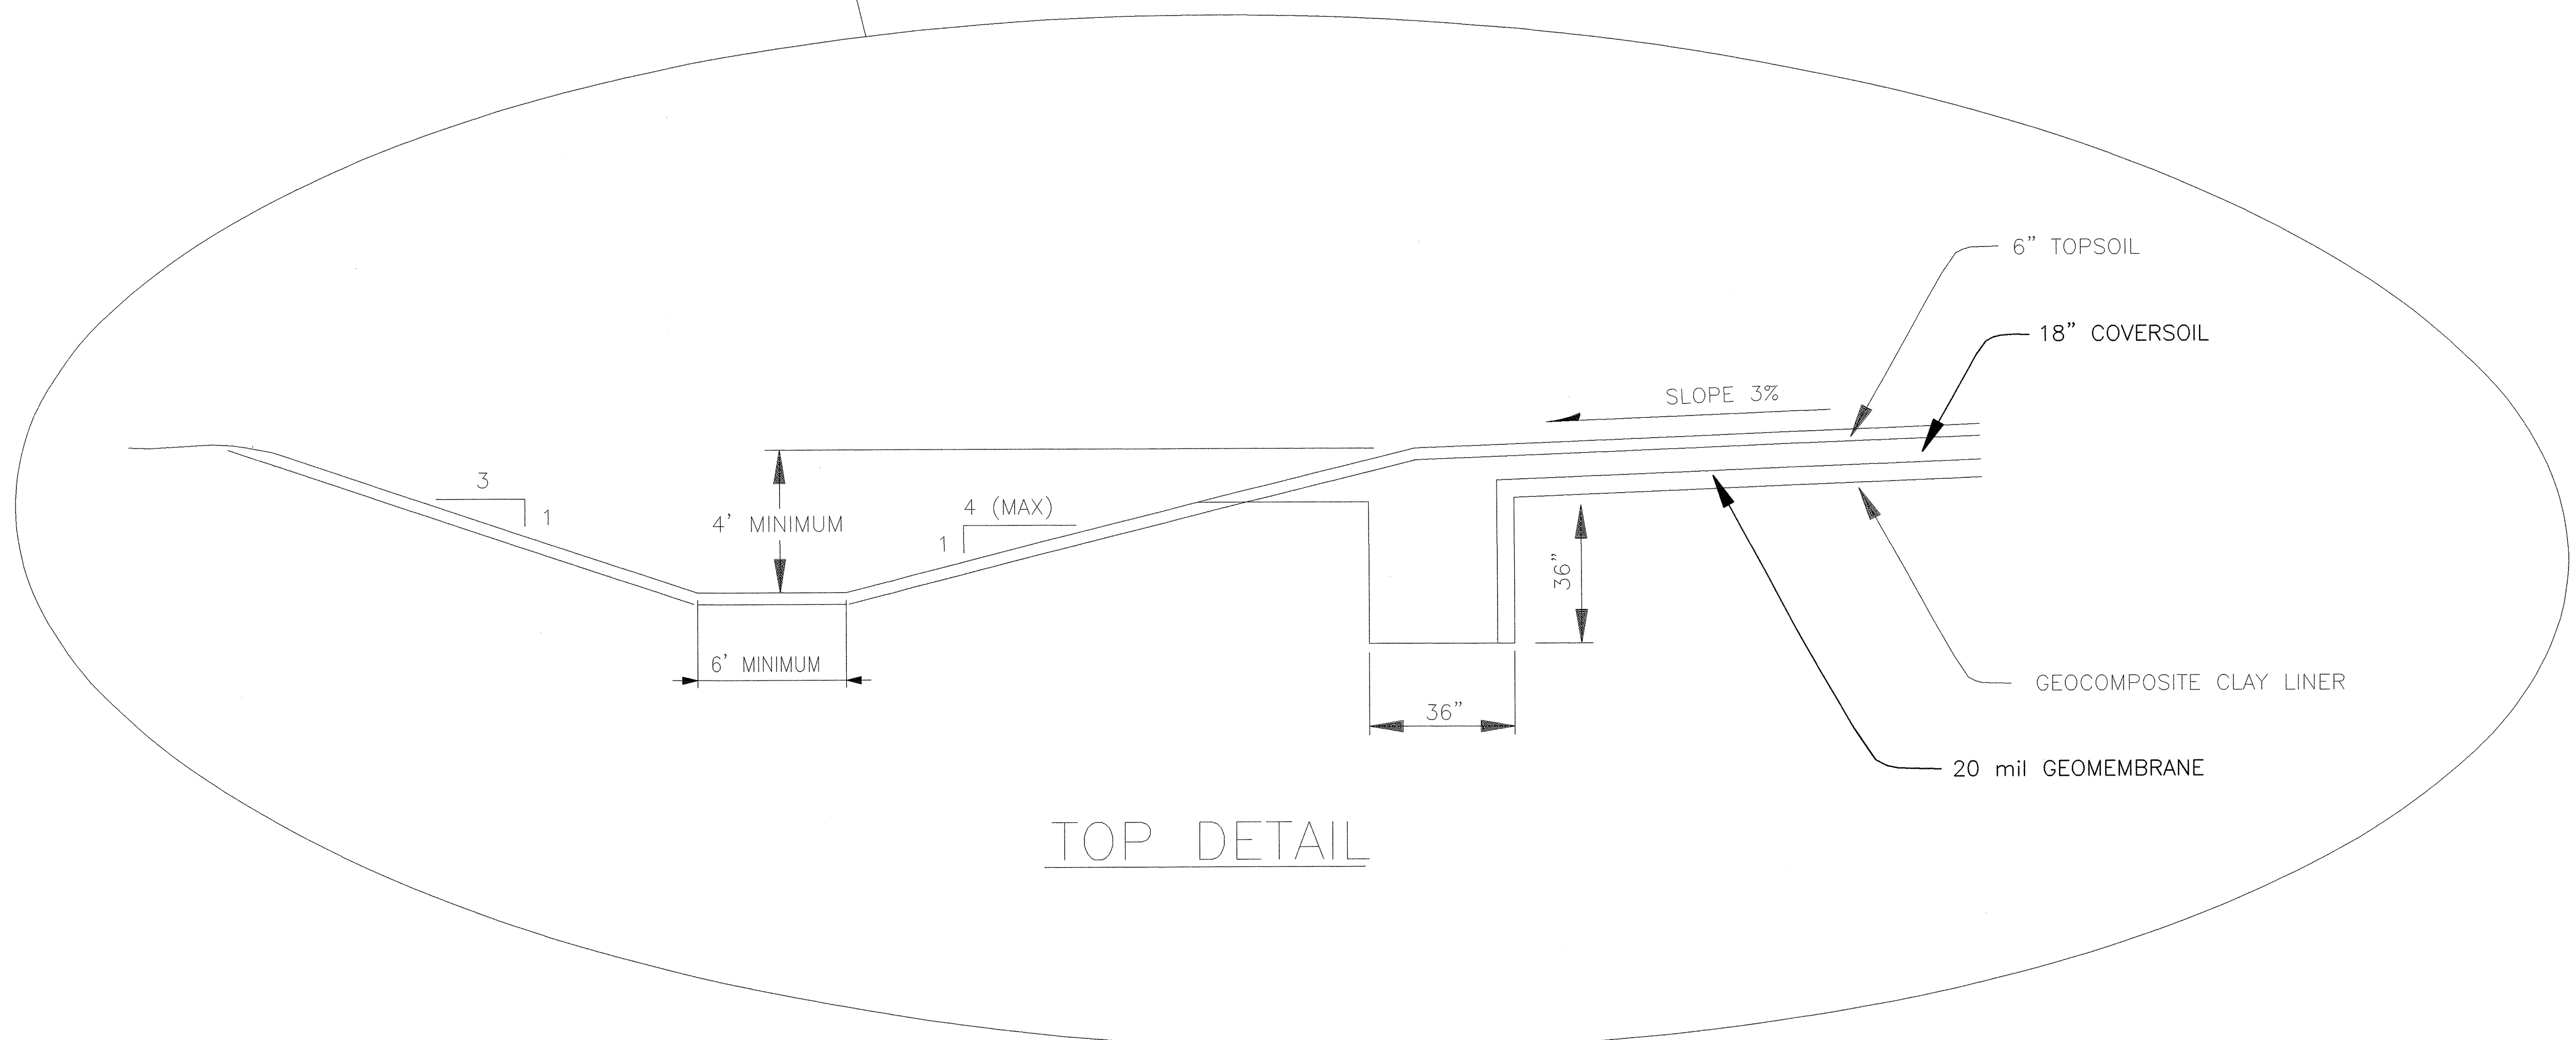 6” TOPSOIL
18” COVERSOIL
SLOPE 3%
3
1
4’ MINIMUM
4 (MAX)
1
36”
6’ MINIMUM
36”
GEOCOMPOSITE CLAY LINER
20 mil GEOMEMBRANE
TOP DETAIL